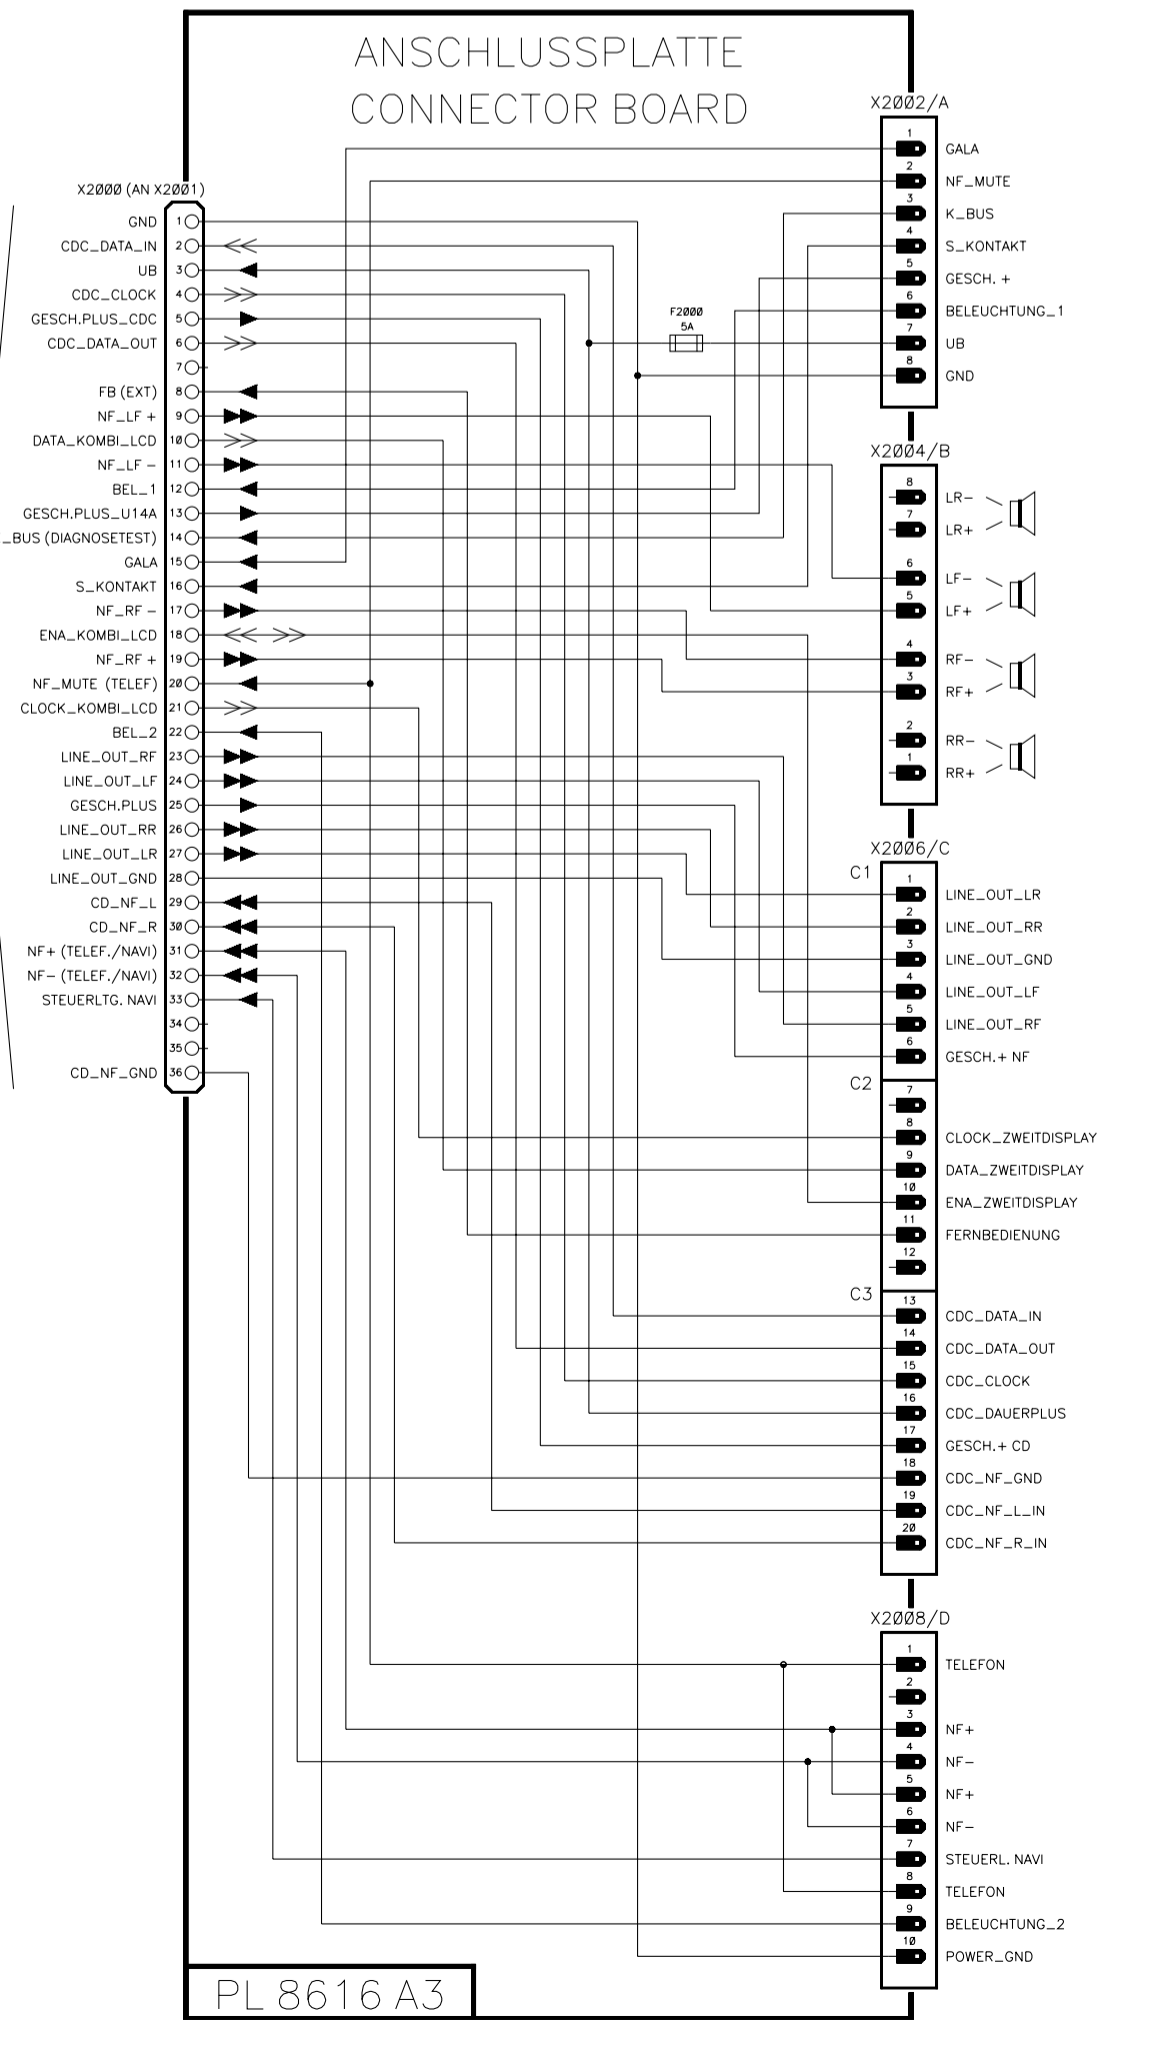 ANSCHLUSSPLATTE
CONNECTOR BOARD
X2000 (AN X2001)
GND 1
CDC_DATA_IN 2
UB 3
CDC_CLOCK 4
GESCH.PLUS_CDC 5
CDC_DATA_OUT 6
7
FB (EXT) 8
NF_LF + 9
DATA_KOMBI_LCD 10
NF_LF - 11
BEL_1 12
GESCH.PLUS_U14A 13
_BUS (DIAGNOSETEST) 14
GALA 15
S_KONTAKT 16
NF_RF - 17
ENA_KOMBI_LCD 18
NF_RF + 19
NF_MUTE (TELEF) 20
CLOCK_KOMBI_LCD 21
BEL_2 22
LINE_OUT_RF 23
LINE_OUT_LF 24
GESCH.PLUS 25
LINE_OUT_RR 26
LINE_OUT_LR 27
LINE_OUT_GND 28
CD_NF_L 29
CD_NF_R 30
NF+ (TELEF./NAVI) 31
NF- (TELEF./NAVI) 32
STEUERLTG. NAVI 33
34
35
CD_NF_GND 36
F2000
5A
X2002/A
1 GALA
2 NF_MUTE
3 K_BUS
4 S_KONTAKT
5 GESCH. +
6 BELEUCHTUNG_1
7 UB
8 GND
X2004/B
8 LR-
7 LR+
6 LF-
5 LF+
4 RF-
3 RF+
2 RR-
1 RR+
X2006/C
C1
1 LINE_OUT_LR
2 LINE_OUT_RR
3 LINE_OUT_GND
4 LINE_OUT_LF
5 LINE_OUT_RF
6 GESCH.+ NF
C2
7
8 CLOCK_ZWEITDISPLAY
9 DATA_ZWEITDISPLAY
10 ENA_ZWEITDISPLAY
11 FERNBEDIENUNG
12
C3
13 CDC_DATA_IN
14 CDC_DATA_OUT
15 CDC_CLOCK
16 CDC_DAUERPLUS
17 GESCH.+ CD
18 CDC_NF_GND
19 CDC_NF_L_IN
20 CDC_NF_R_IN
X2008/D
1 TELEFON
2
3 NF+
4 NF-
5 NF+
6 NF-
7 STEUERL. NAVI
8 TELEFON
9 BELEUCHTUNG_2
10 POWER_GND
PL 8616 A3